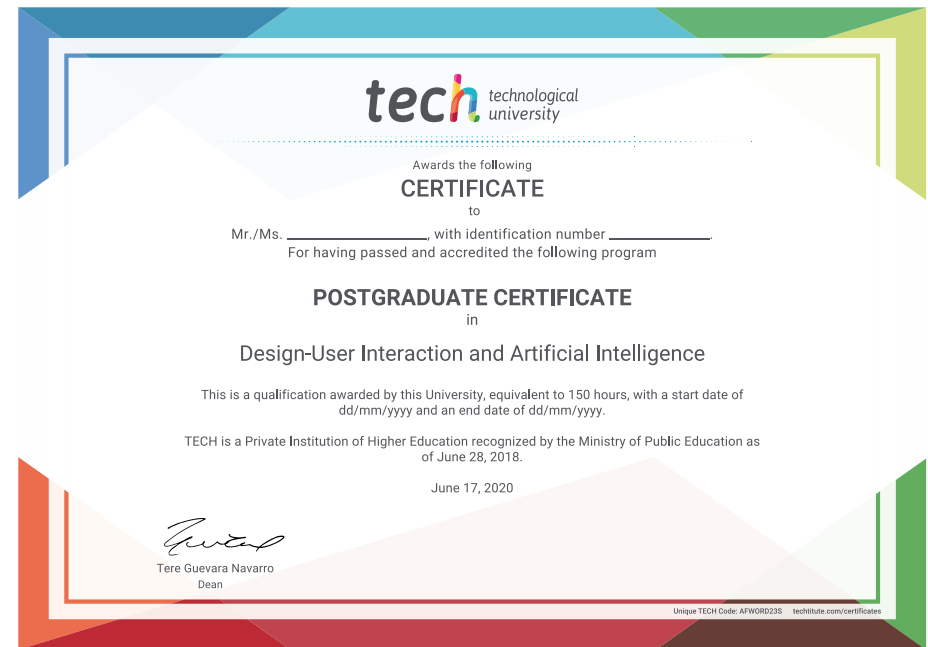 tech technological
university
Awards the following
CERTIFICATE
to
Mr./Ms. ____________________, with identification number ______________.
For having passed and accredited the following program
POSTGRADUATE CERTIFICATE
in
Design-User Interaction and Artificial Intelligence
This is a qualification awarded by this University, equivalent to 150 hours, with a start date of
dd/mm/yyyy and an end date of dd/mm/yyyy.
TECH is a Private Institution of Higher Education recognized by the Ministry of Public Education as
of June 28, 2018.
June 17, 2020
Tere Guevara Navarro
Dean
Unique TECH Code: AFWORD23S techtitute.com/certificates